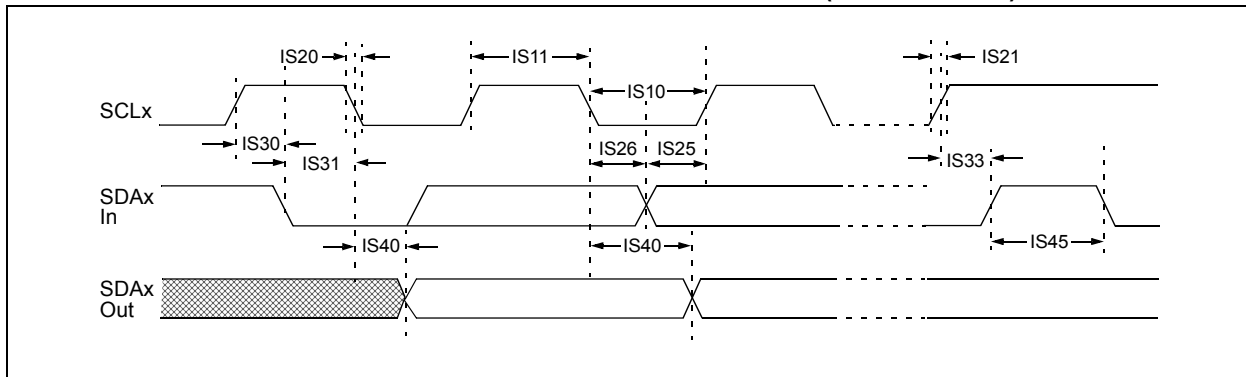 IS20
IS11
IS21
IS10
SCLx
IS30
IS26
IS25
IS31
IS33
SDAx
In
IS40
IS40
IS45
SDAx
Out